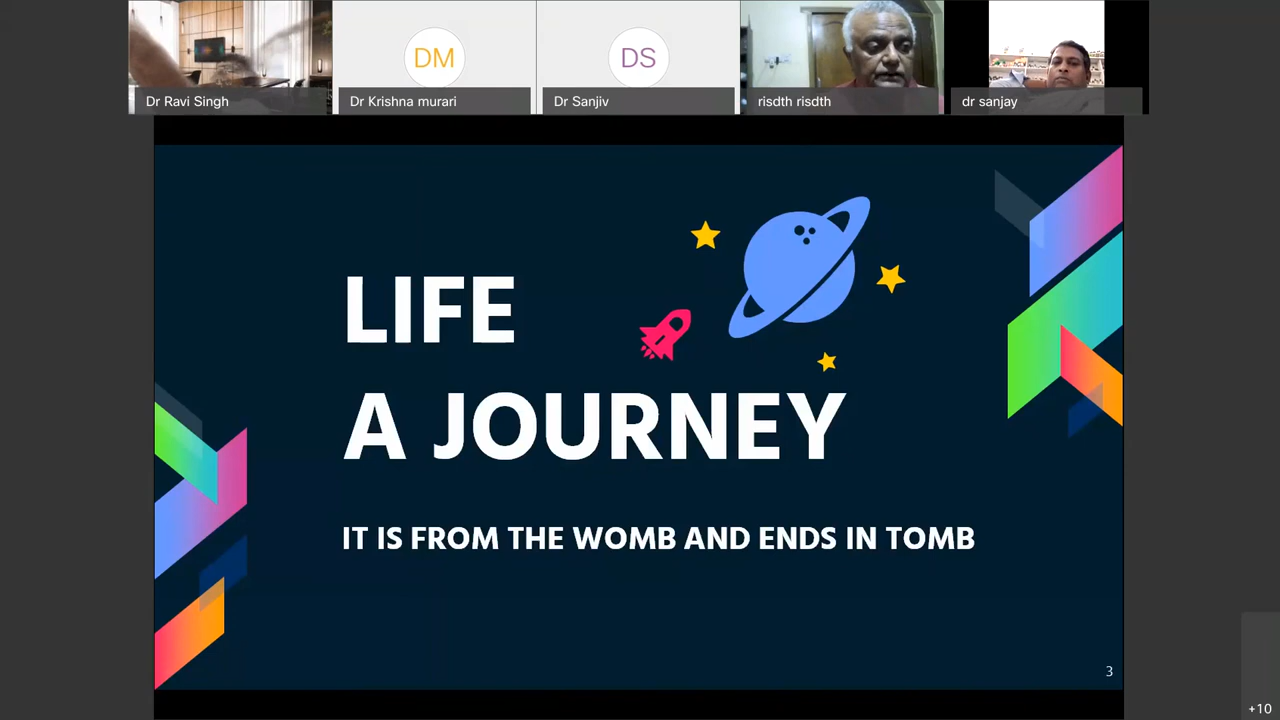 Dr Ravi Singh
DM
Dr Krishna murari
DS
Dr Sanjiv
risdth risdth
dr sanjay
LIFE
A JOURNEY
IT IS FROM THE WOMB AND ENDS IN TOMB
3
+10